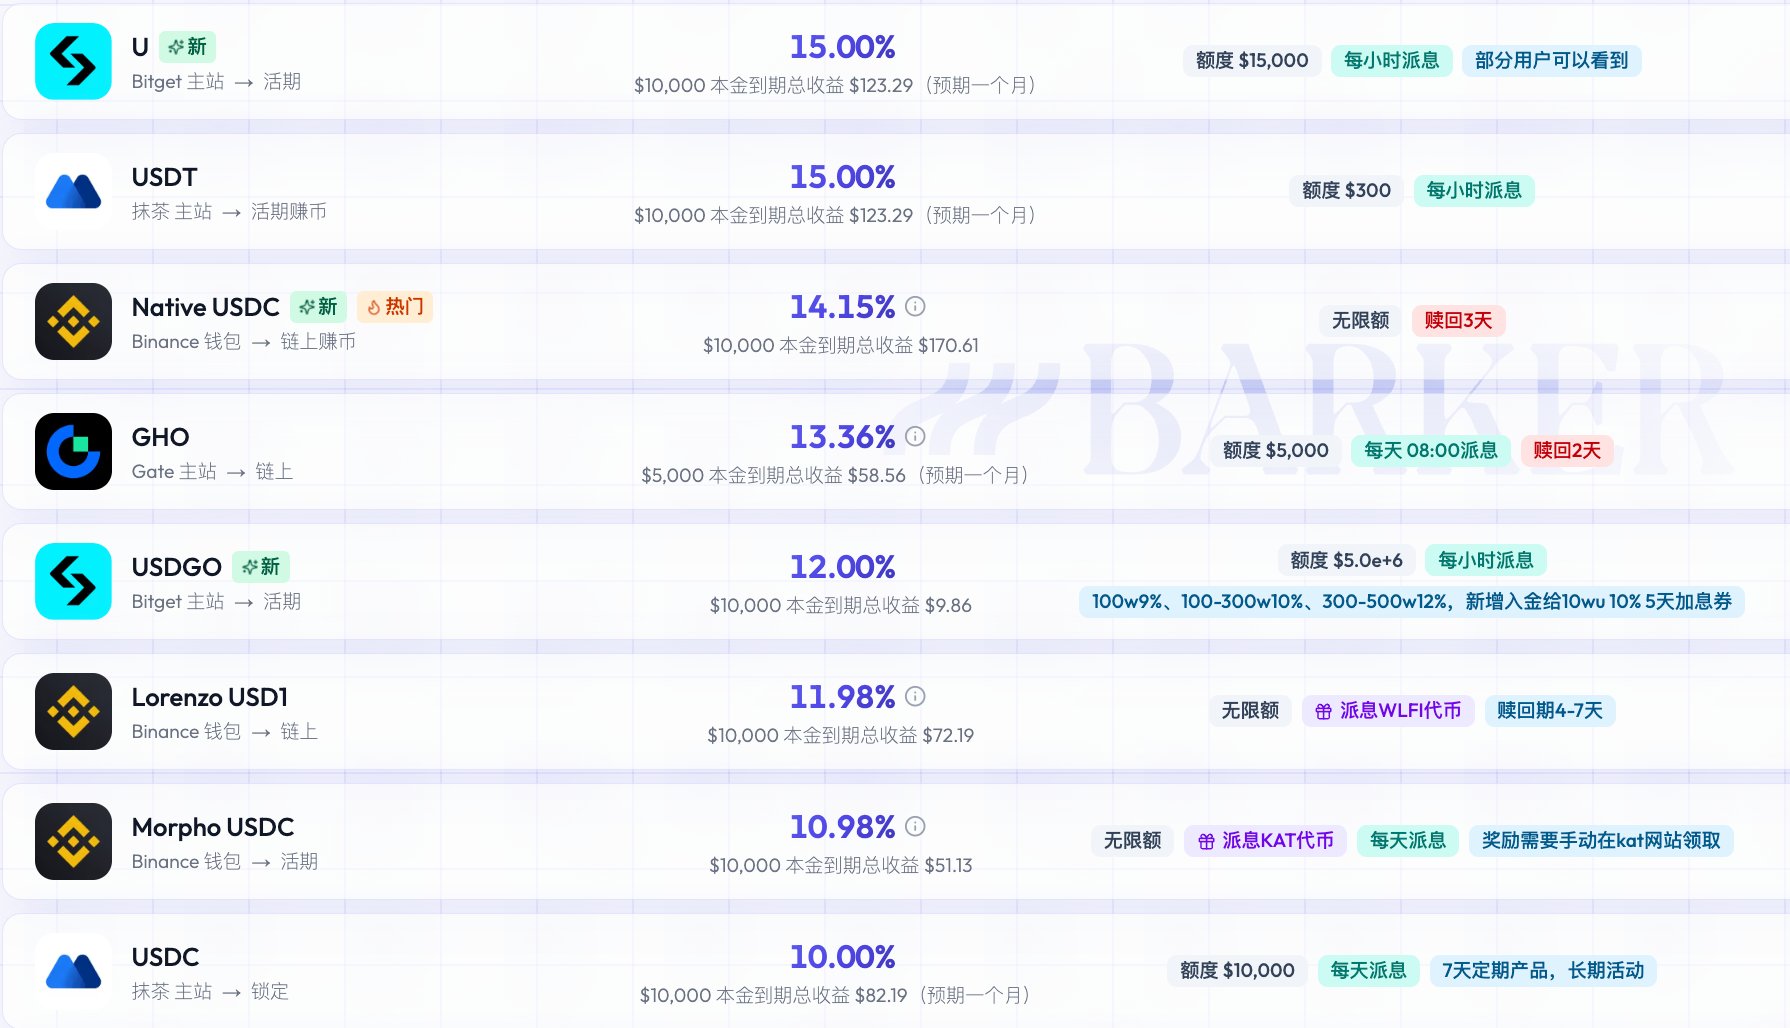 U 新
Bitget 主站 → 活期
15.00%
$10,000 本金到期总收益 $123.29（预期一个月）
额度 $15,000 每小时派息 部分用户可以看到
USDT
抹茶 主站 → 活期赚币
15.00%
$10,000 本金到期总收益 $123.29（预期一个月）
额度 $300 每小时派息
Native USDC 新 热门
Binance 钱包 → 链上赚币
14.15%
$10,000 本金到期总收益 $170.61
无限额 赎回3天
BARKER
GHO
Gate 主站 → 链上
13.36%
$5,000 本金到期总收益 $58.56（预期一个月）
额度 $5,000 每天 08:00派息 赎回2天
USDGO 新
Bitget 主站 → 活期
12.00%
$10,000 本金到期总收益 $9.86
额度 $5.0e+6 每小时派息
100w9%、100-300w10%、300-500w12%，新增入金给10wu 10% 5天加息券
Lorenzo USD1
Binance 钱包 → 链上
11.98%
$10,000 本金到期总收益 $72.19
无限额 派息WLFI代币 赎回期4-7天
Morpho USDC
Binance 钱包 → 活期
10.98%
$10,000 本金到期总收益 $51.13
无限额 派息KAT代币 每天派息 奖励需要手动在kat网站领取
USDC
抹茶 主站 → 锁定
10.00%
$10,000 本金到期总收益 $82.19（预期一个月）
额度 $10,000 每天派息 7天定期产品，长期活动